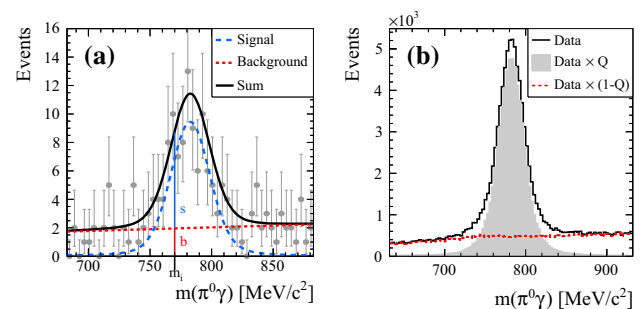 (a)
Signal
Background
Sum
Events
16
14
12
10
8
6
4
2
0
s
b
700
750
800
850
m_i
m(π⁰γ) [MeV/c²]
×10³
(b)
Data
Data × Q
Data × (1-Q)
Events
5
4
3
2
1
0
700
800
900
m(π⁰γ) [MeV/c²]